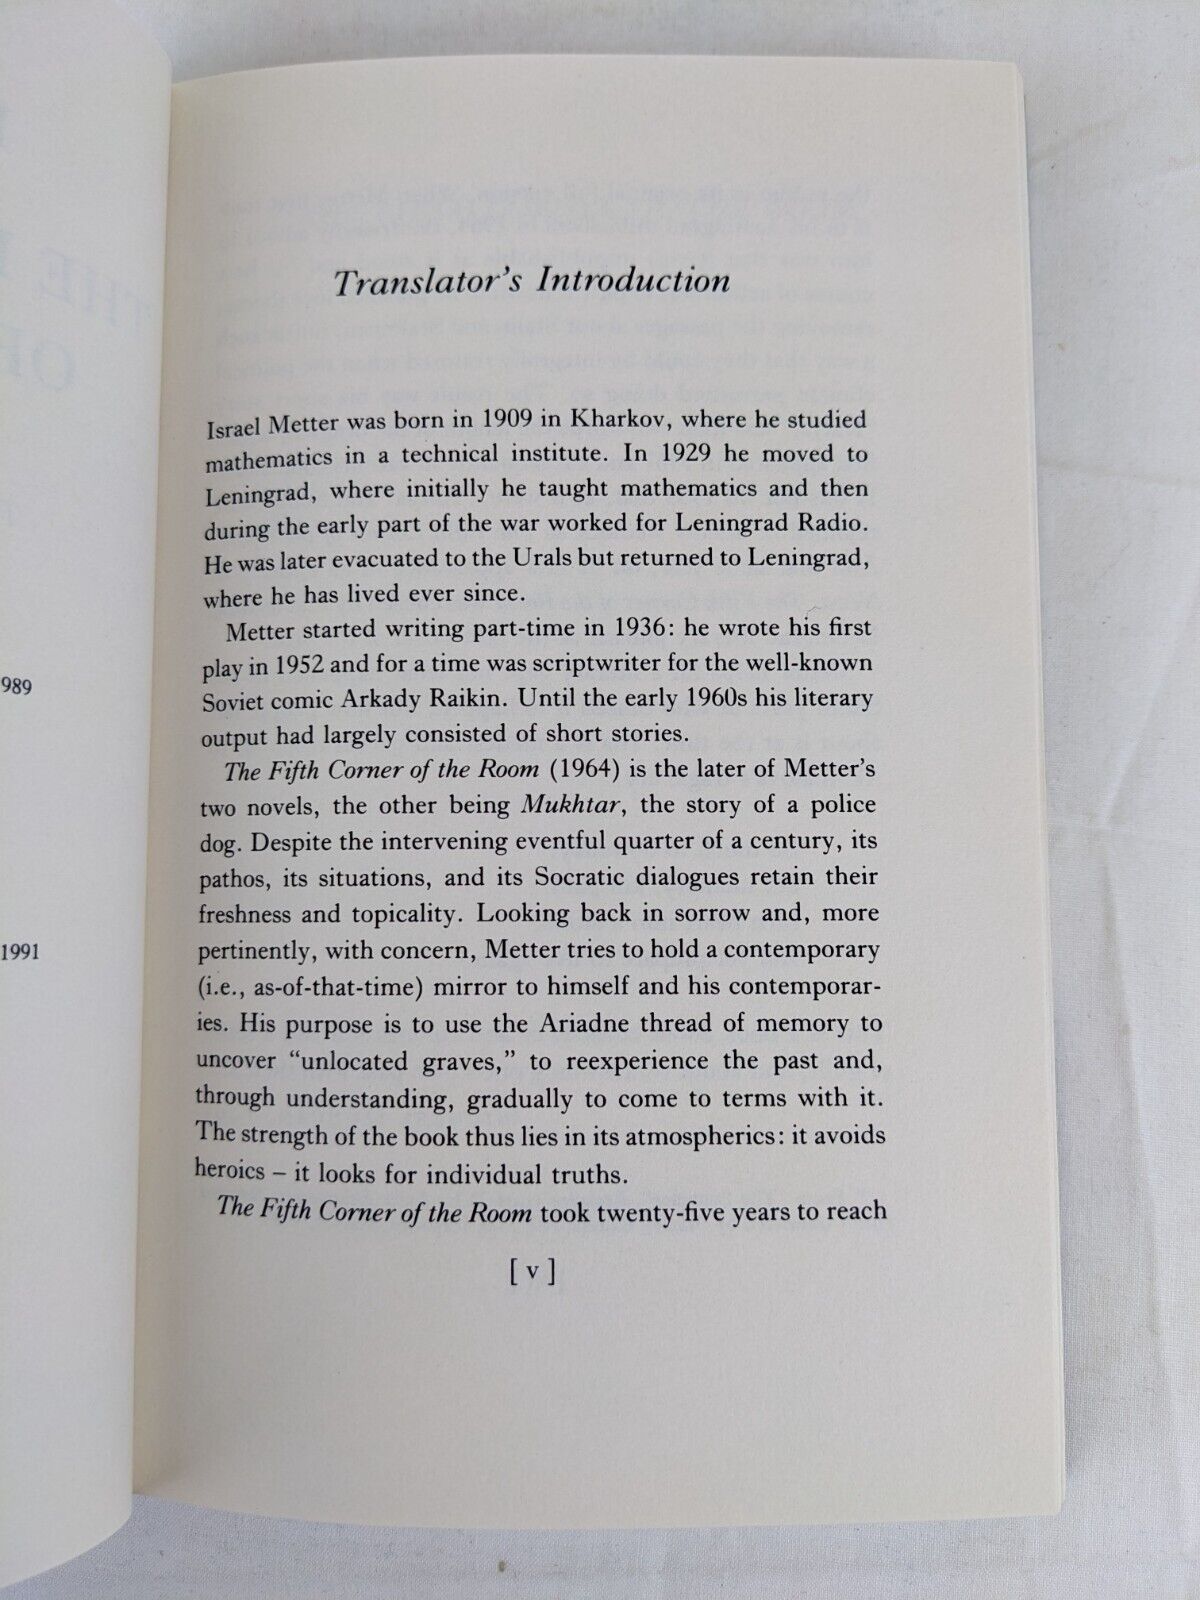 989
1991
Translator's Introduction
Israel Metter was born in 1909 in Kharkov, where he studied
mathematics in a technical institute. In 1929 he moved to
Leningrad, where initially he taught mathematics and then
during the early part of the war worked for Leningrad Radio.
He was later evacuated to the Urals but returned to Leningrad,
where he has lived ever since.
Metter started writing part-time in 1936: he wrote his first
play in 1952 and for a time was scriptwriter for the well-known
Soviet comic Arkady Raikin. Until the early 1960s his literary
output had largely consisted of short stories.
The Fifth Corner of the Room (1964) is the later of Metter's
two novels, the other being Mukhtar, the story of a police
dog. Despite the intervening eventful quarter of a century, its
pathos, its situations, and its Socratic dialogues retain their
freshness and topicality. Looking back in sorrow and, more
pertinently, with concern, Metter tries to hold a contemporary
(i.e., as-of-that-time) mirror to himself and his contemporar-
ies. His purpose is to use the Ariadne thread of memory to
uncover “unlocated graves,” to reexperience the past and,
through understanding, gradually to come to terms with it.
The strength of the book thus lies in its atmospherics: it avoids
heroics – it looks for individual truths.
The Fifth Corner of the Room took twenty-five years to reach
[ v ]